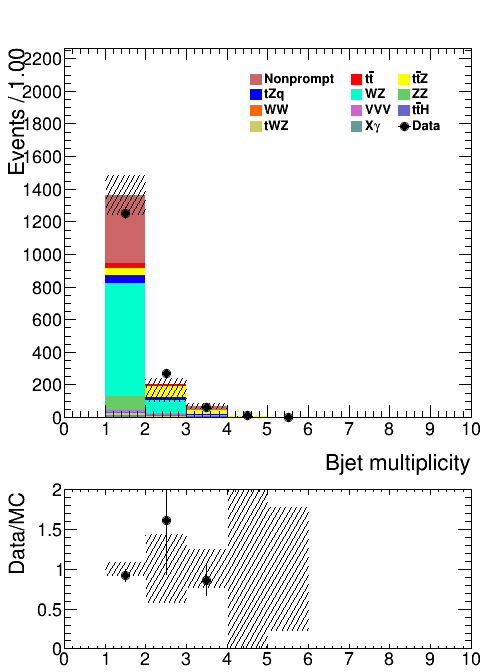 Events / 1.00
2200
2000
1800
1600
1400
1200
1000
800
600
400
200
0
Nonprompt tt̄ tt̄Z
tZq WZ ZZ
WW VVV tt̄H
tWZ Xγ Data
0 1 2 3 4 5 6 7 8 9 10
Bjet multiplicity
Data/MC
2
1.5
1
0.5
0
0 1 2 3 4 5 6 7 8 9 10